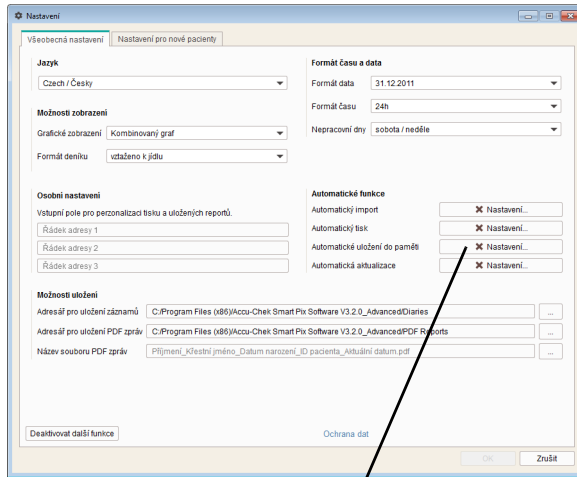 Nastavení
Všeobecná nastavení
Nastavení pro nové pacienty
Jazyk
Czech / Česky
Možnosti zobrazení
Grafické zobrazení Kombinovaný graf
Formát deníku vztaženo k jídlu
Formát času a data
Formát data 31.12.2011
Formát času 24h
Nepracovní dny sobota / neděle
Osobní nastavení
Vstupní pole pro perzonalizaci tisku a uložených reportů.
Řádek adresy 1
Řádek adresy 2
Řádek adresy 3
Automatické funkce
Automatický import Nastavení...
Automatický tisk Nastavení...
Automatické uložení do paměti Nastavení...
Automatická aktualizace Nastavení...
Možnosti uložení
Adresář pro uložení záznamů C:/Program Files (x86)/Accu-Chek Smart Pix Software V3.2.0_Advanced/Diaries ...
Adresář pro uložení PDF zpráv C:/Program Files (x86)/Accu-Chek Smart Pix Software V3.2.0_Advanced/PDF Reports ...
Název souboru PDF zpráv Příjmení_Křestní jméno_Datum narození_ID pacienta_Aktuální datum.pdf ...
Deaktivovat další funkce
Ochrana dat
OK Zrušit